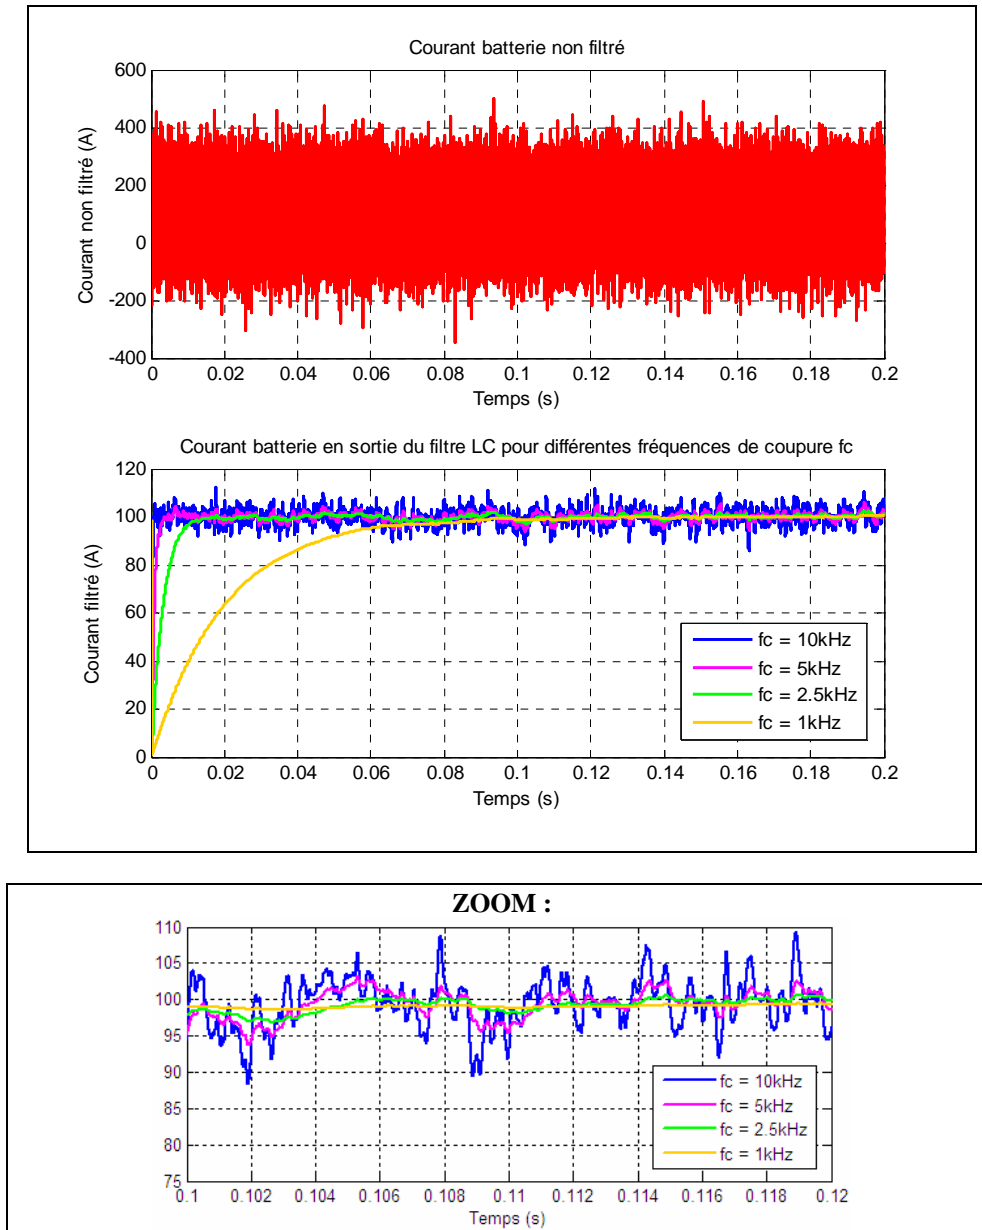 Courant batterie non filtré
600
400
200
0
-200
-400
Courant non filtré (A)
0 0.02 0.04 0.06 0.08 0.1 0.12 0.14 0.16 0.18 0.2
Temps (s)
Courant batterie en sortie du filtre LC pour différentes fréquences de coupure fc
120
100
80
60
40
20
0
Courant filtré (A)
fc = 10kHz
fc = 5kHz
fc = 2.5kHz
fc = 1kHz
0 0.02 0.04 0.06 0.08 0.1 0.12 0.14 0.16 0.18 0.2
Temps (s)
ZOOM :
110
105
100
95
90
85
80
75
fc = 10kHz
fc = 5kHz
fc = 2.5kHz
fc = 1kHz
0.1 0.102 0.104 0.106 0.108 0.11 0.112 0.114 0.116 0.118 0.12
Temps (s)